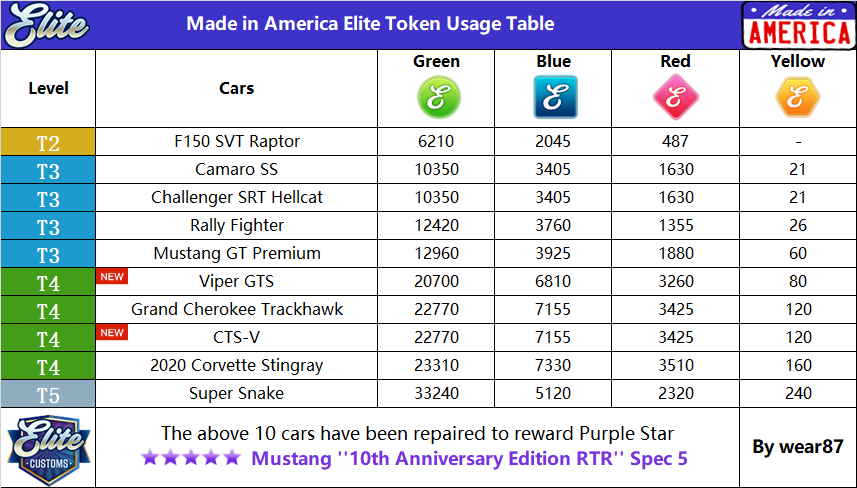 Elite
Made in America Elite Token Usage Table
Made in
AMERICA
Level Cars Green Blue Red Yellow
E E E E
T2 F150 SVT Raptor 6210 2045 487 -
T3 Camaro SS 10350 3405 1630 21
T3 Challenger SRT Hellcat 10350 3405 1630 21
T3 Rally Fighter 12420 3760 1355 26
T3 Mustang GT Premium 12960 3925 1880 60
T4 NEW Viper GTS 20700 6810 3260 80
T4 Grand Cherokee Trackhawk 22770 7155 3425 120
T4 NEW CTS-V 22770 7155 3425 120
T4 2020 Corvette Stingray 23310 7330 3510 160
T5 Super Snake 33240 5120 2320 240
Elite
CUSTOMS
The above 10 cars have been repaired to reward Purple Star
★★★★★ Mustang ''10th Anniversary Edition RTR'' Spec 5
By wear87